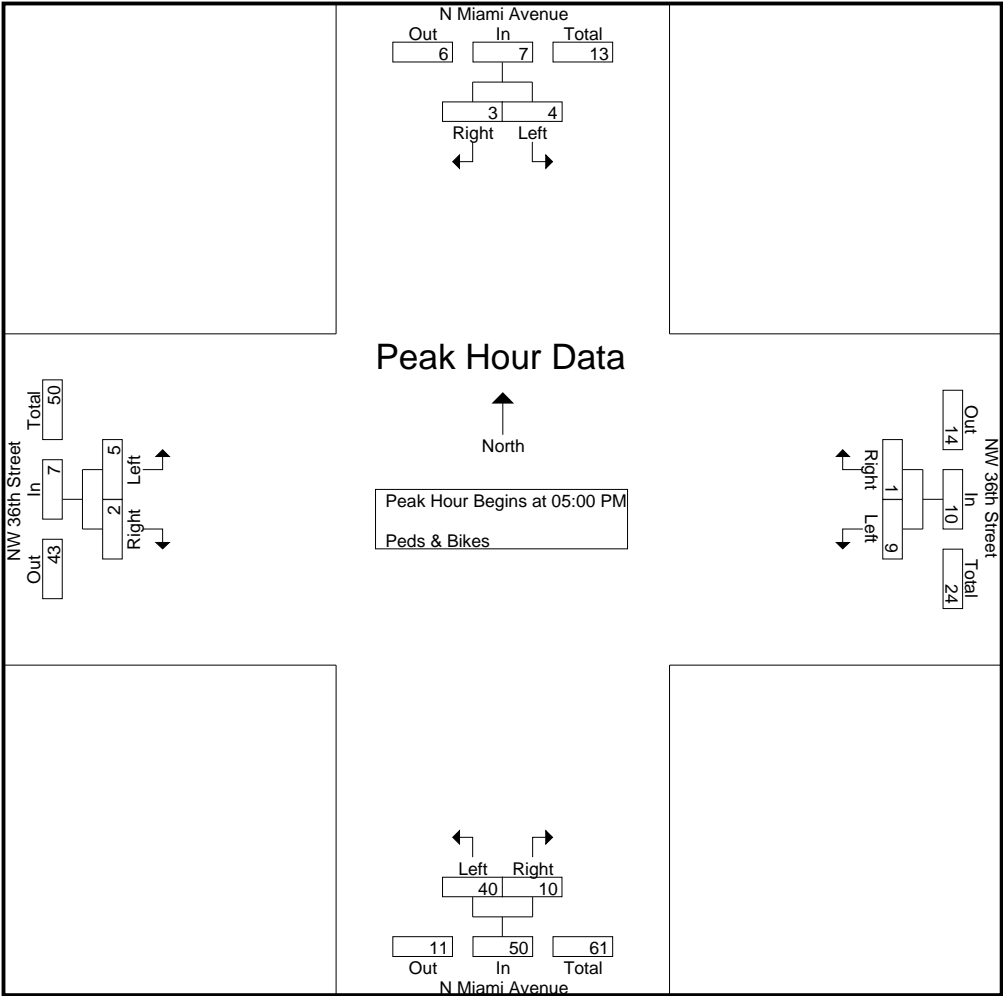 N Miami Avenue
Out In Total
6 7 13
3 4
Right Left
Peak Hour Data
North
Peak Hour Begins at 05:00 PM
Peds & Bikes
NW 36th Street
Total In Out
50 7 43
5 2
Left Right
NW 36th Street
Out In Total
14 10 24
1 9
Right Left
Left Right
40 10
11 50 61
Out In Total
N Miami Avenue